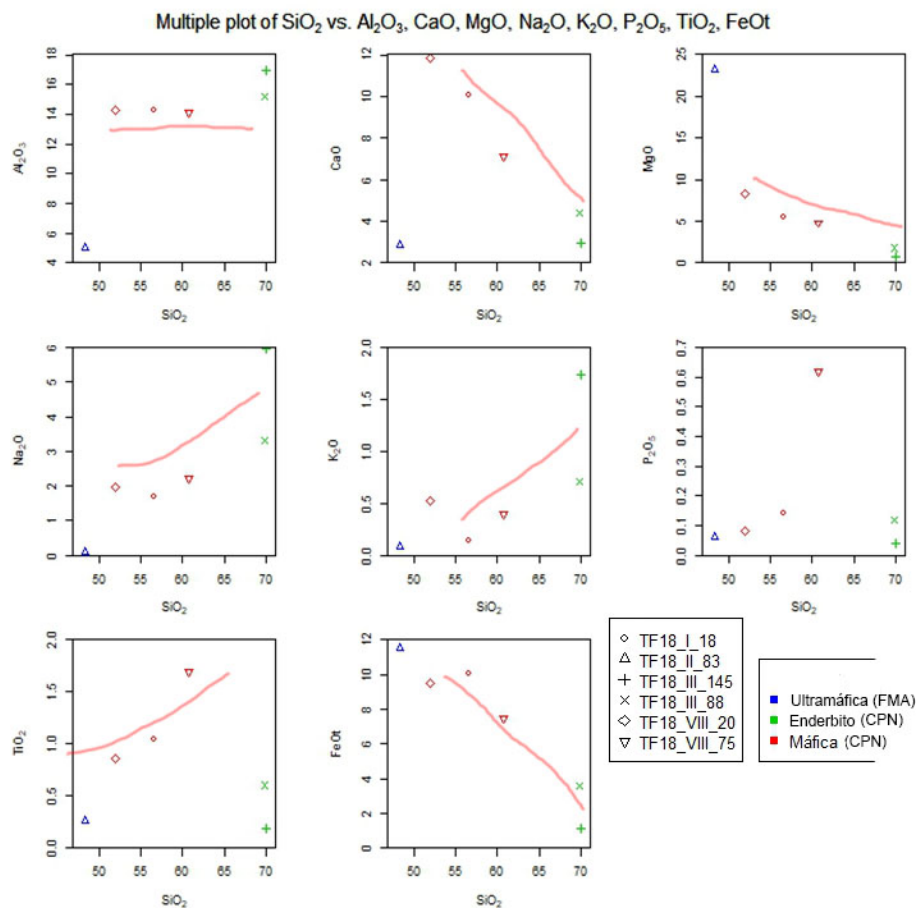 Multiple plot of SiO₂ vs. Al₂O₃, CaO, MgO, Na₂O, K₂O, P₂O₅, TiO₂, FeOt
Al₂O₃
4 6 8 10 12 14 16 18
50 55 60 65 70
SiO₂
CaO
2 4 6 8 10 12
50 55 60 65 70
SiO₂
MgO
0 5 10 15 20 25
50 55 60 65 70
SiO₂
Na₂O
0 1 2 3 4 5 6
50 55 60 65 70
SiO₂
K₂O
0.0 0.5 1.0 1.5 2.0
50 55 60 65 70
SiO₂
P₂O₅
0.0 0.1 0.2 0.3 0.4 0.5 0.6 0.7
50 55 60 65 70
SiO₂
TiO₂
0.0 0.5 1.0 1.5 2.0
50 55 60 65 70
SiO₂
FeOt
0 2 4 6 8 10 12
50 55 60 65 70
SiO₂
TF18_I_18
TF18_II_83
TF18_III_145
TF18_III_88
TF18_VIII_20
TF18_VIII_75
Ultramáfica (FMA)
Enderbito (CPN)
Máfica (CPN)